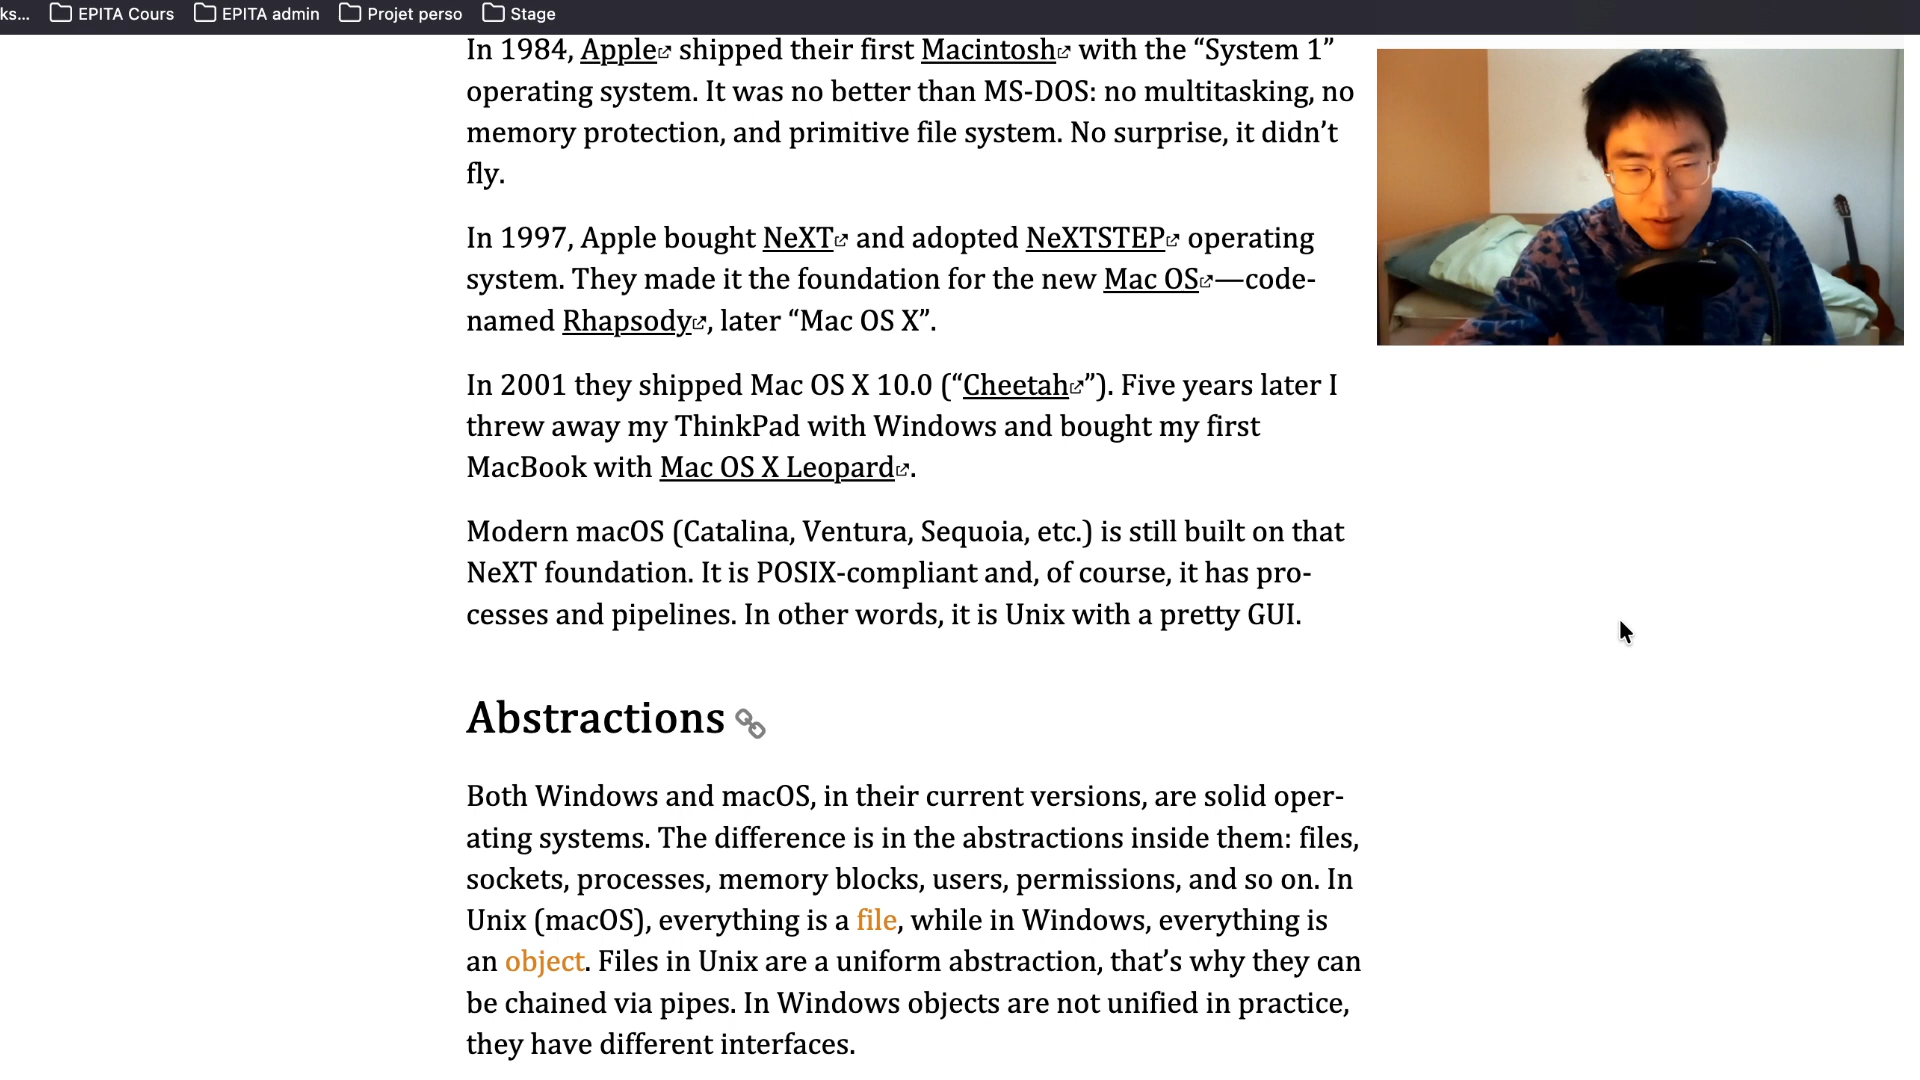 ks...
EPITA Cours
EPITA admin
Projet perso
Stage
In 1984, Apple shipped their first Macintosh with the “System 1”
operating system. It was no better than MS-DOS: no multitasking, no
memory protection, and primitive file system. No surprise, it didn’t
fly.
In 1997, Apple bought NeXT and adopted NeXTSTEP operating
system. They made it the foundation for the new Mac OS—code-
named Rhapsody, later “Mac OS X”.
In 2001 they shipped Mac OS X 10.0 (“Cheetah”). Five years later I
threw away my ThinkPad with Windows and bought my first
MacBook with Mac OS X Leopard.
Modern macOS (Catalina, Ventura, Sequoia, etc.) is still built on that
NeXT foundation. It is POSIX-compliant and, of course, it has pro-
cesses and pipelines. In other words, it is Unix with a pretty GUI.
Abstractions
Both Windows and macOS, in their current versions, are solid oper-
ating systems. The difference is in the abstractions inside them: files,
sockets, processes, memory blocks, users, permissions, and so on. In
Unix (macOS), everything is a file, while in Windows, everything is
an object. Files in Unix are a uniform abstraction, that’s why they can
be chained via pipes. In Windows objects are not unified in practice,
they have different interfaces.